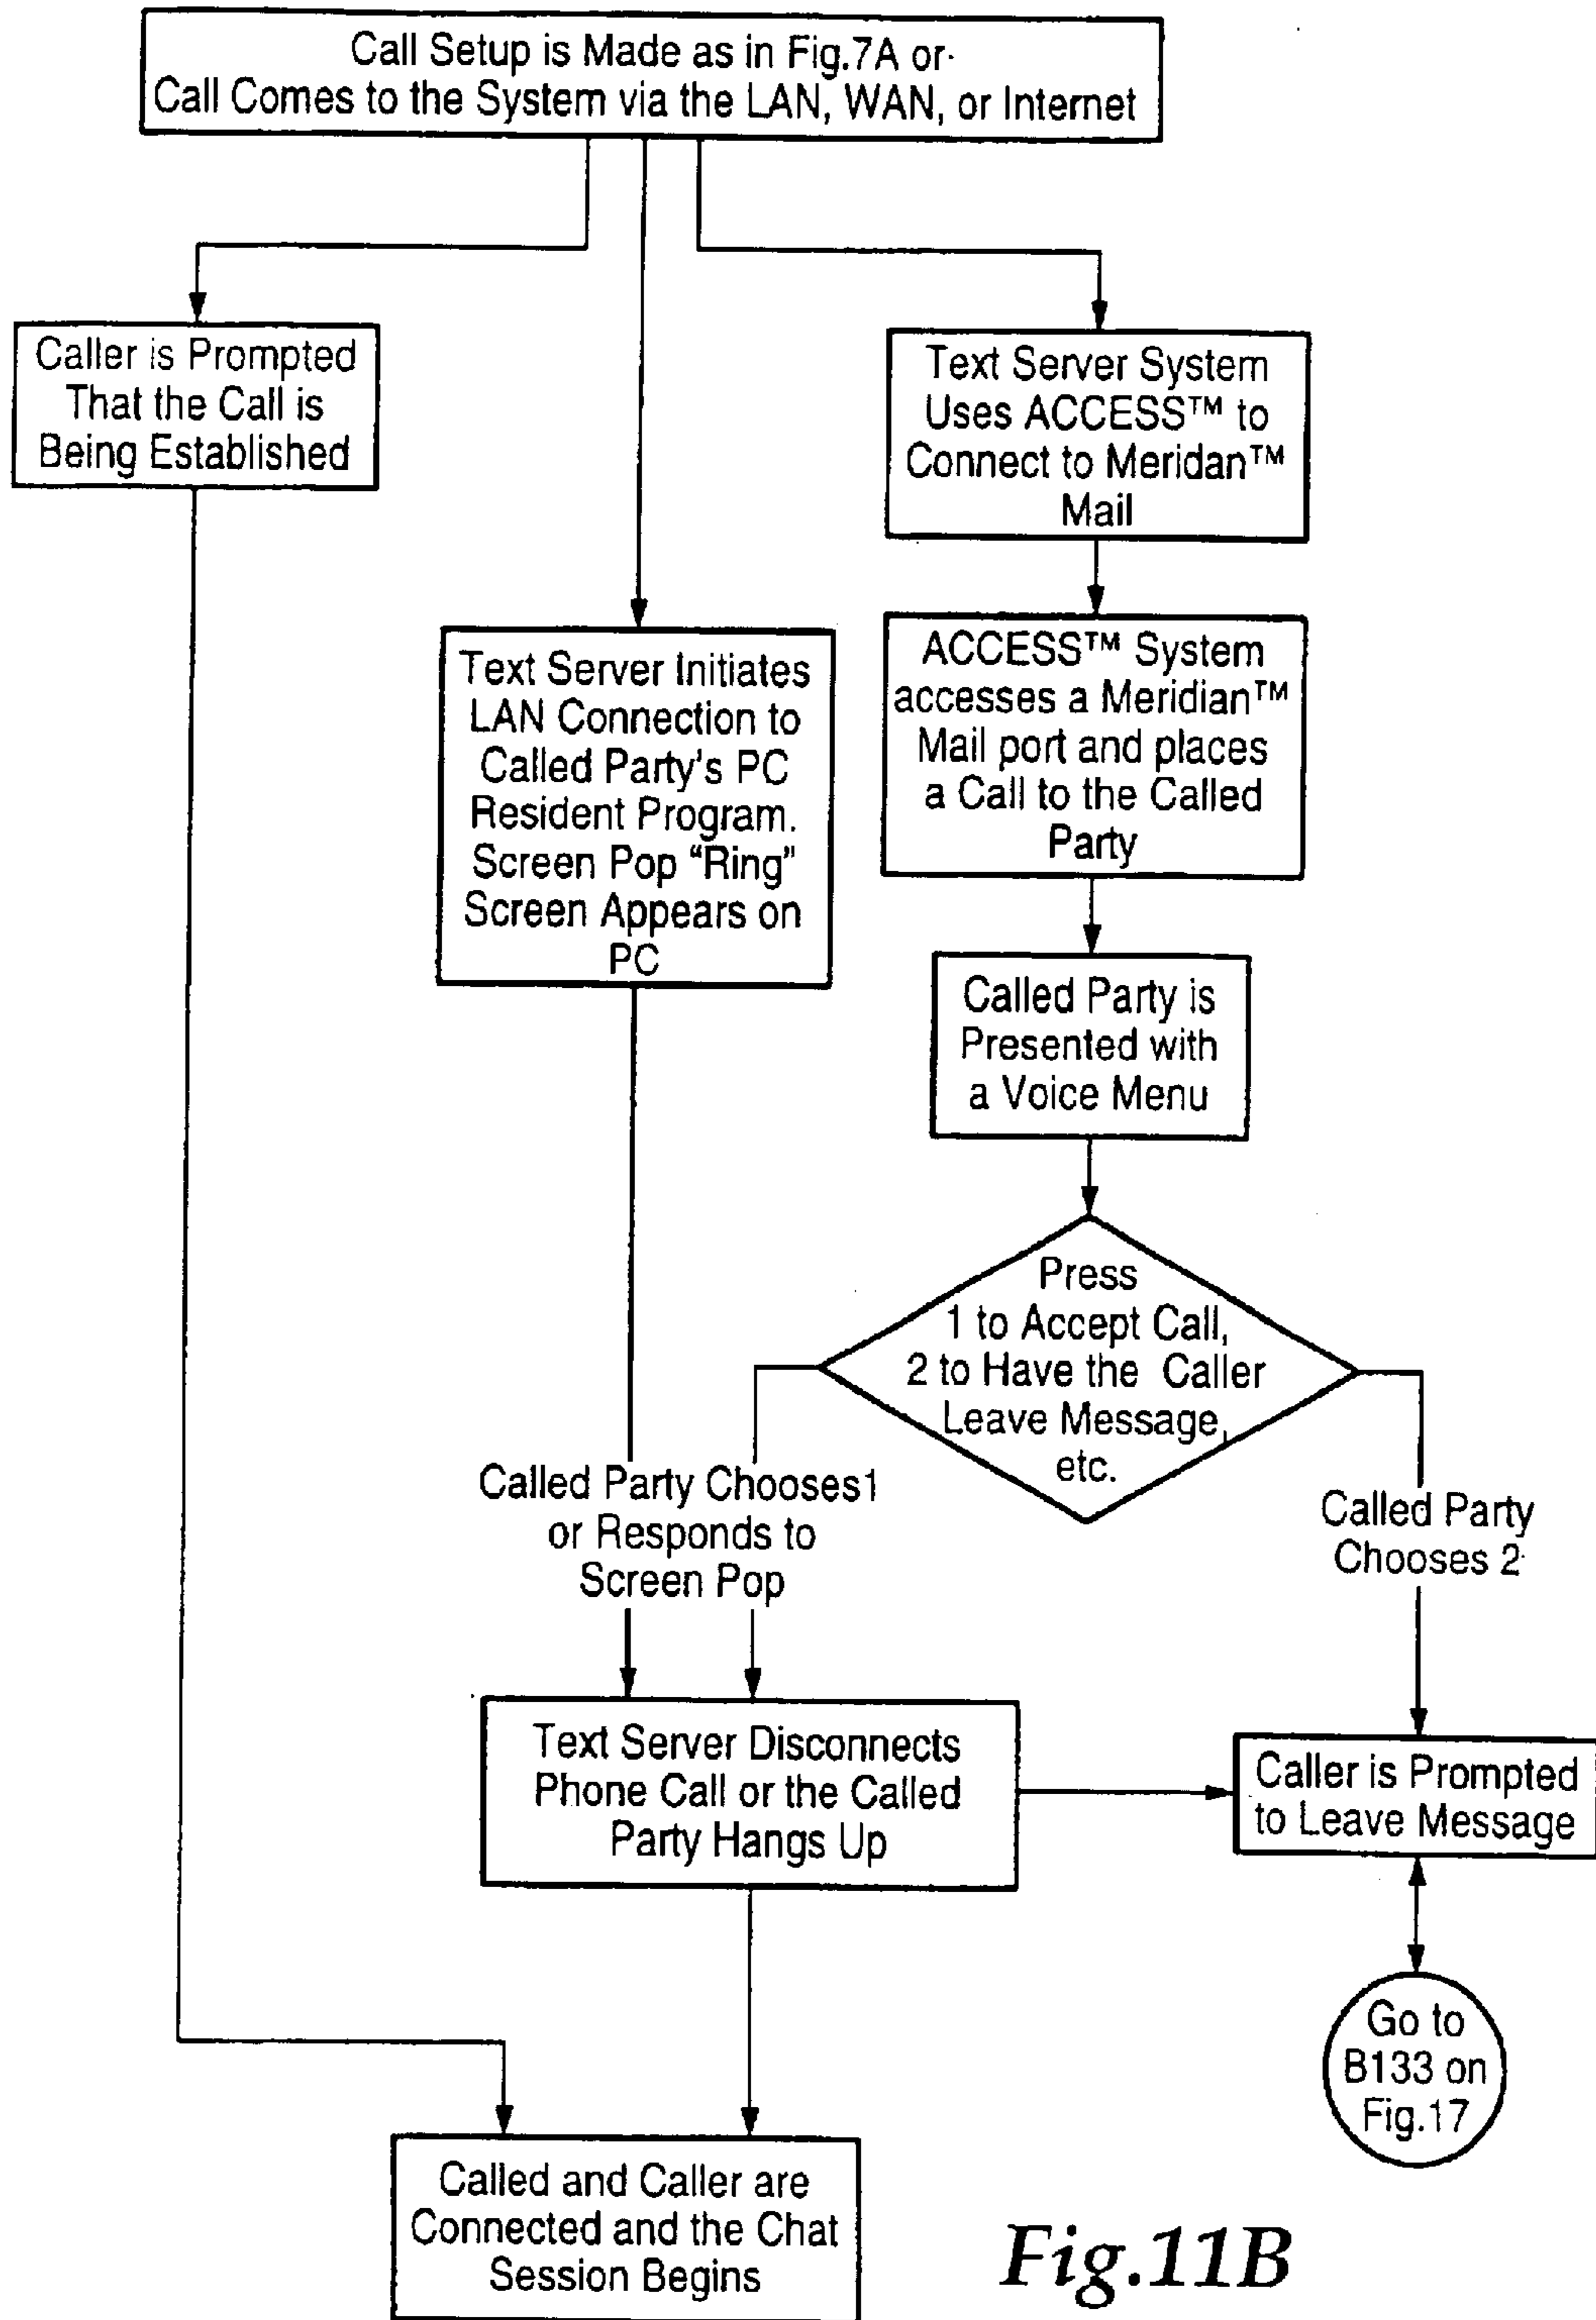 Call Setup is Made as in Fig.7A or
Call Comes to the System via the LAN, WAN, or Internet
Caller is Prompted
That the Call is
Being Established
Text Server System
Uses ACCESS™ to
Connect to Meridan™
Mail
Text Server Initiates
LAN Connection to
Called Party's PC
Resident Program.
Screen Pop “Ring”
Screen Appears on
PC
ACCESS™ System
accesses a Meridian™
Mail port and places
a Call to the Called
Party
Called Party is
Presented with
a Voice Menu
Press
1 to Accept Call,
2 to Have the Caller
Leave Message,
etc.
Called Party Chooses1
or Responds to
Screen Pop
Called Party
Chooses 2
Text Server Disconnects
Phone Call or the Called
Party Hangs Up
Caller is Prompted
to Leave Message
Go to
B133 on
Fig.17
Called and Caller are
Connected and the Chat
Session Begins
Fig.11B